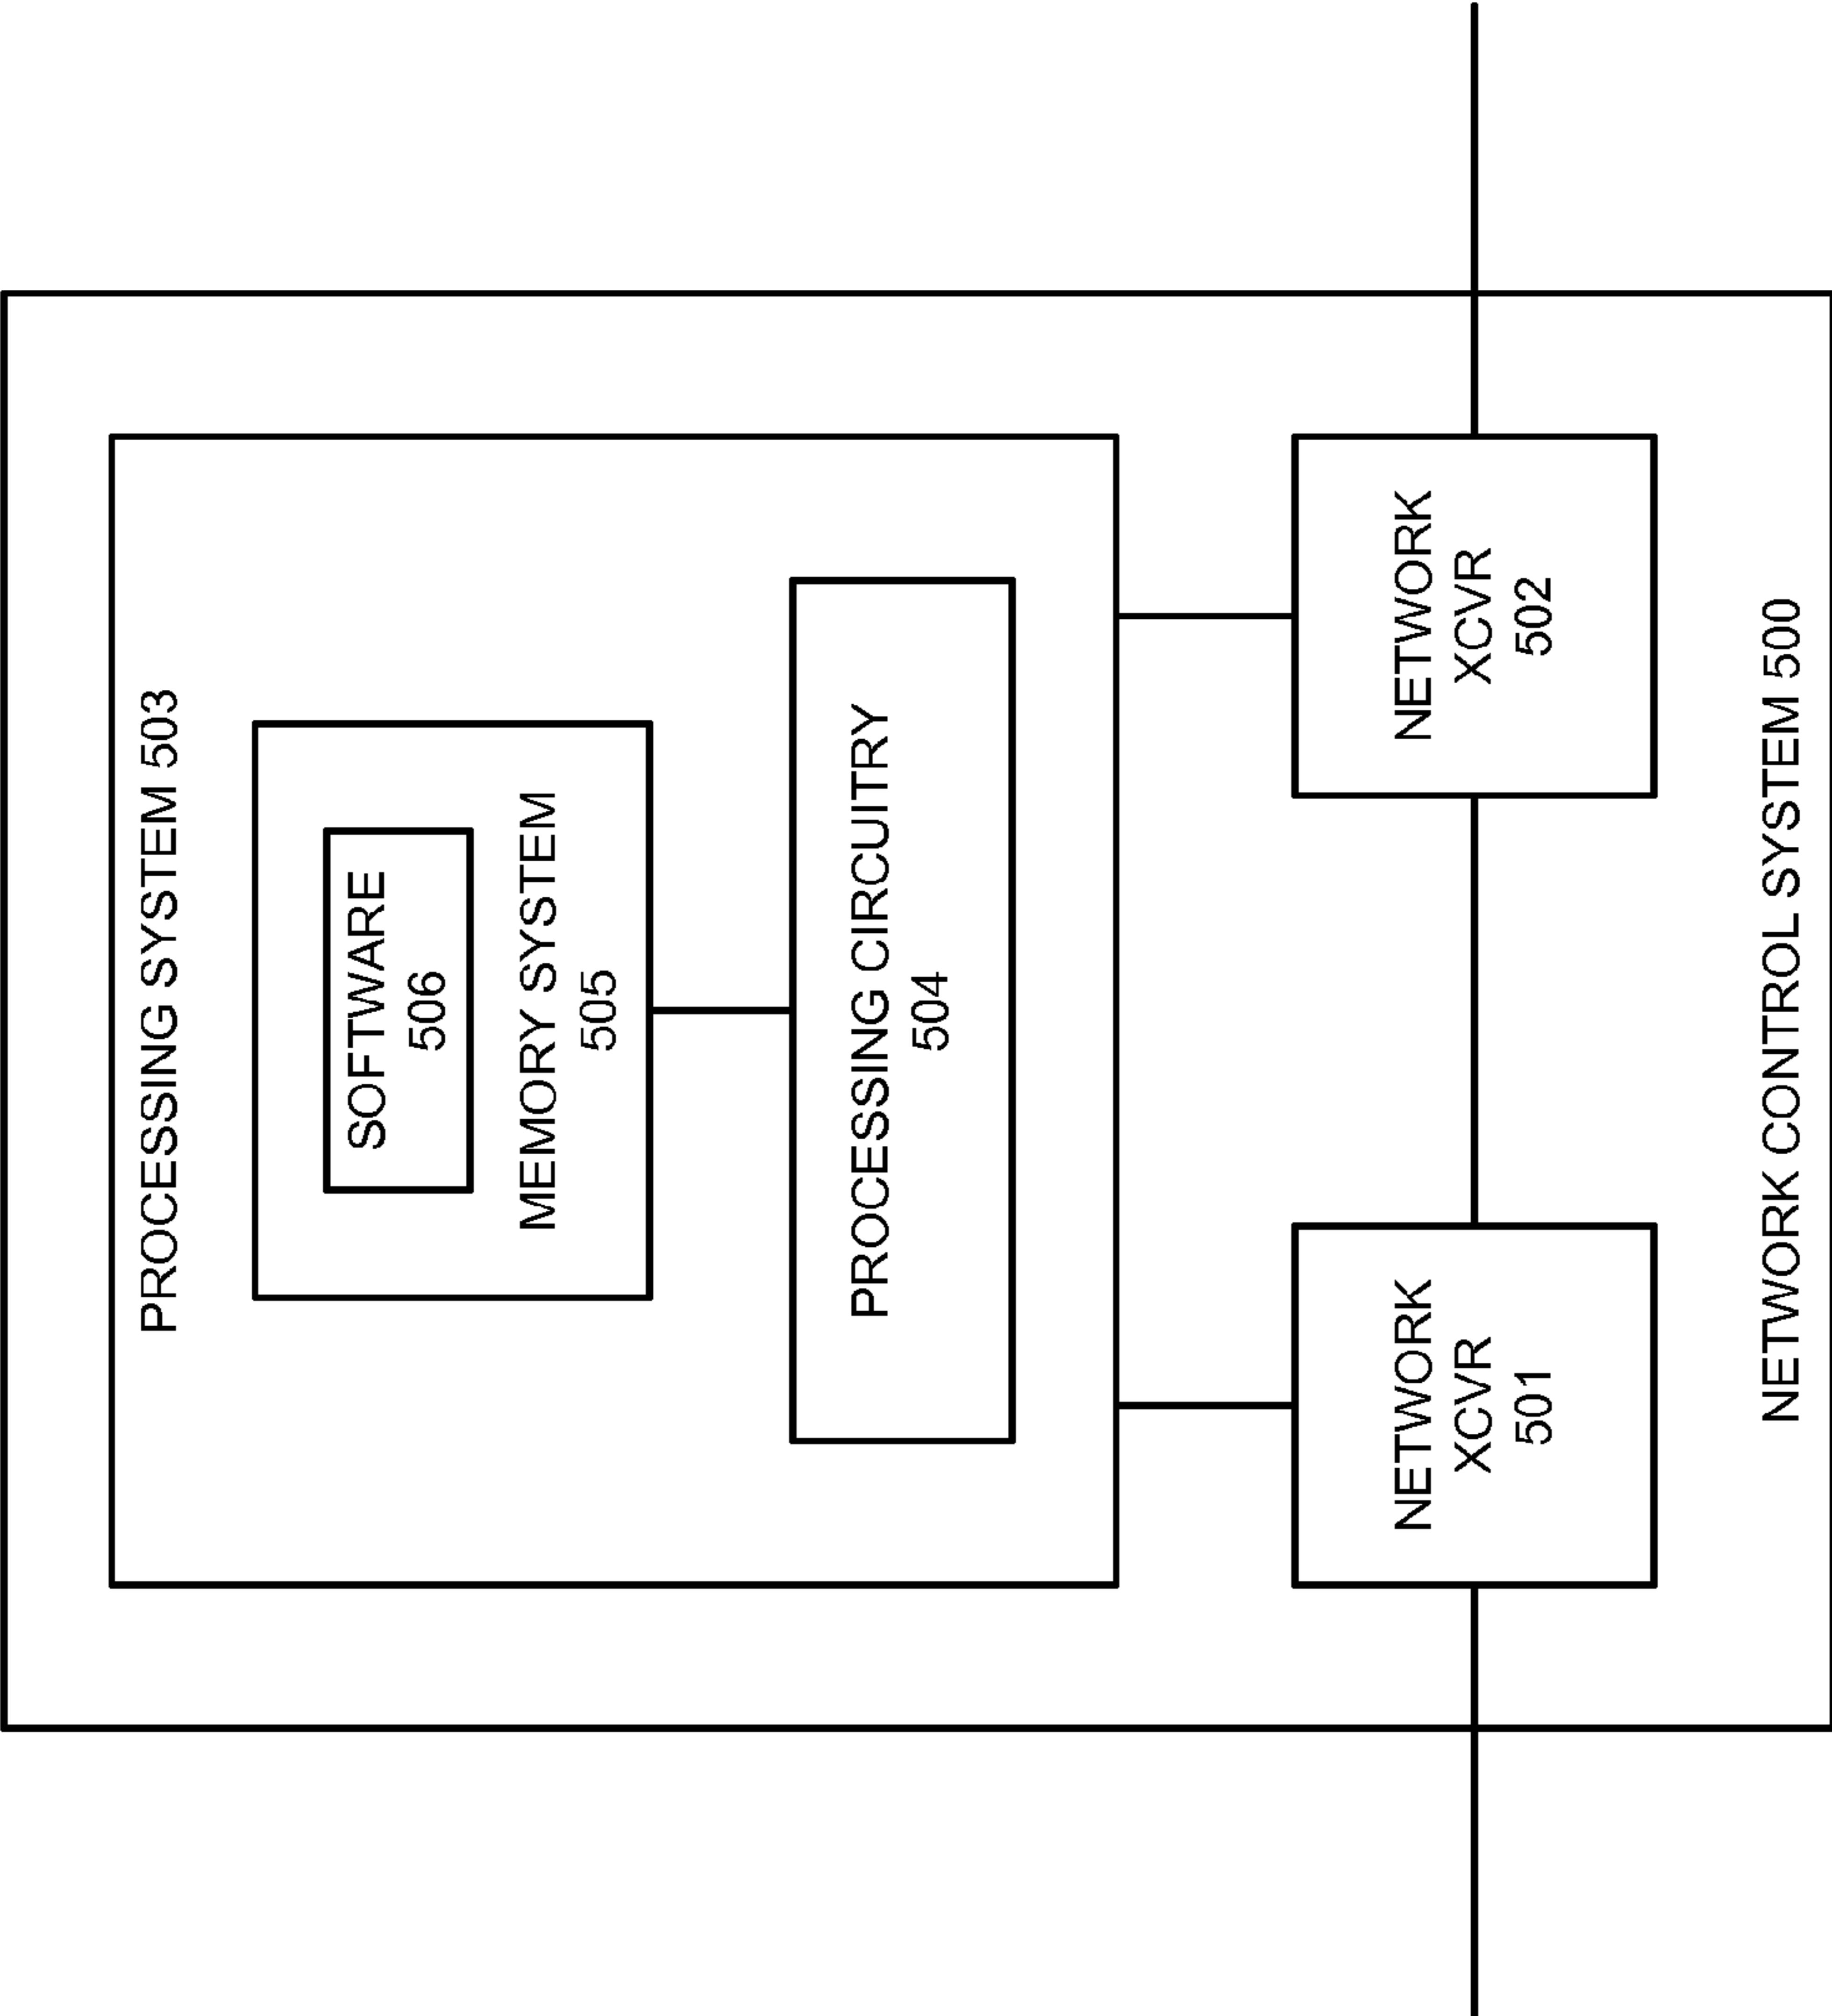 PROCESSING SYSTEM 503
SOFTWARE
506
MEMORY SYSTEM
505
PROCESSING CIRCUITRY
504
NETWORK
XCVR
501
NETWORK
XCVR
502
NETWORK CONTROL SYSTEM 500